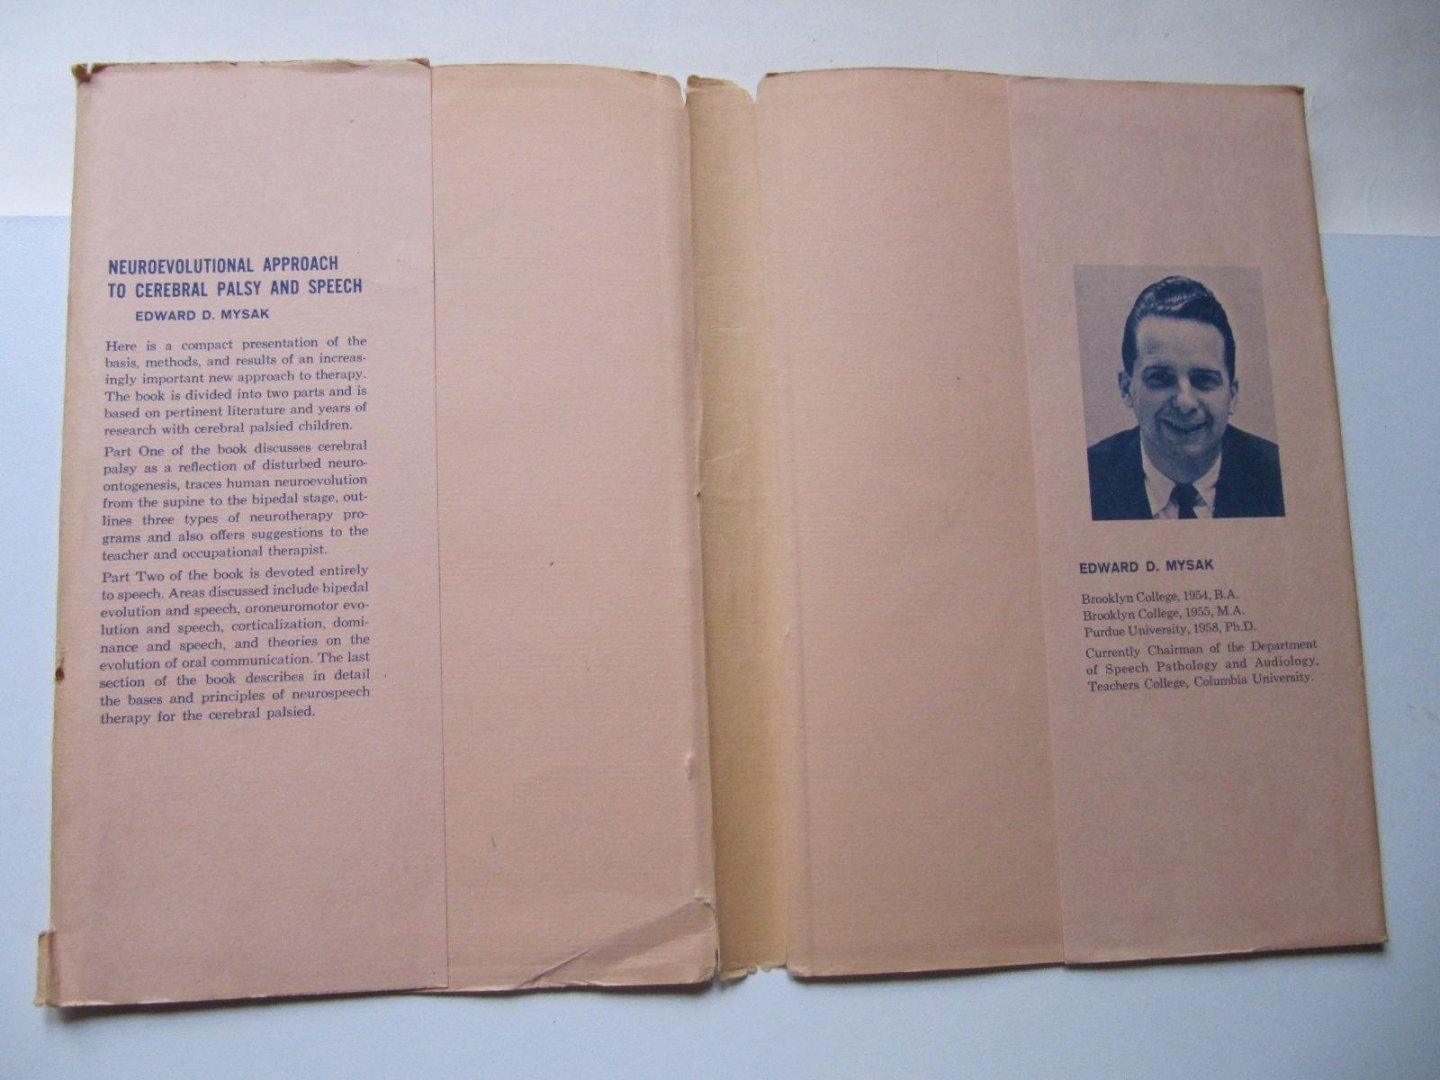 NEUROEVOLUTIONAL APPROACH
TO CEREBRAL PALSY AND SPEECH
EDWARD D. MYSAK
Here is a compact presentation of the
basis, methods, and results of an increas-
ingly important new approach to therapy.
The book is divided into two parts and is
based on pertinent literature and years of
research with cerebral palsied children.
Part One of the book discusses cerebral
palsy as a reflection of disturbed neuro-
ontogenesis, traces human neuroevolution
from the supine to the bipedal stage, out-
lines three types of neurotherapy pro-
grams and also offers suggestions to the
teacher and occupational therapist.
Part Two of the book is devoted entirely
to speech. Areas discussed include bipedal
evolution and speech, oroneuromotor evo-
lution and speech, corticalization, domi-
nance and speech, and theories on the
evolution of oral communication. The last
section of the book describes in detail
the bases and principles of neurospeech
therapy for the cerebral palsied.
EDWARD D. MYSAK
Brooklyn College, 1954, B.A.
Brooklyn College, 1955, M.A.
Purdue University, 1958, Ph.D.
Currently Chairman of the Department
of Speech Pathology and Audiology,
Teachers College, Columbia University.